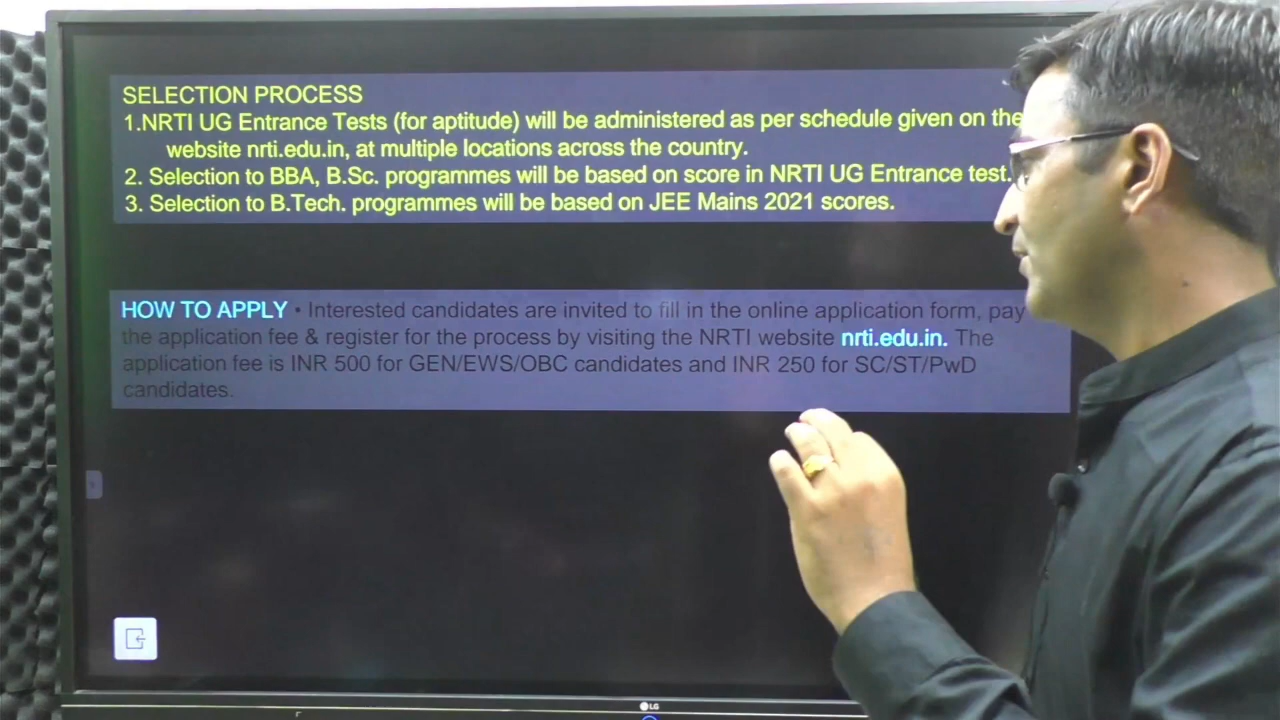 SELECTION PROCESS
1.NRTI UG Entrance Tests (for aptitude) will be administered as per schedule given on the
website nrti.edu.in, at multiple locations across the country.
2. Selection to BBA, B.Sc. programmes will be based on score in NRTI UG Entrance test.
3. Selection to B.Tech. programmes will be based on JEE Mains 2021 scores.
HOW TO APPLY • Interested candidates are invited to fill in the online application form, pay
the application fee & register for the process by visiting the NRTI website nrti.edu.in. The
application fee is INR 500 for GEN/EWS/OBC candidates and INR 250 for SC/ST/PwD
candidates.
LG